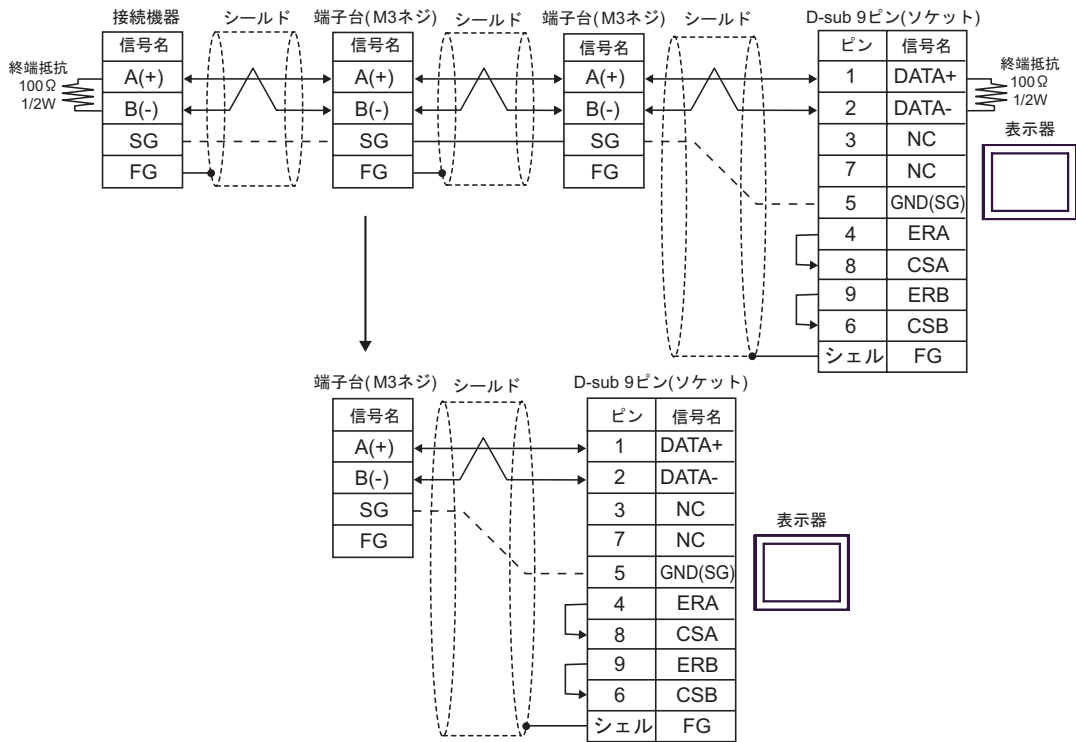 接続機器
シールド
端子台(M3ネジ)
シールド
端子台(M3ネジ)
シールド
D-sub 9ピン(ソケット)
終端抵抗
100Ω
1/2W
信号名
A(+)
B(-)
SG
FG
信号名
A(+)
B(-)
SG
FG
信号名
A(+)
B(-)
SG
FG
ピン 信号名
1 DATA+
2 DATA-
3 NC
7 NC
5 GND(SG)
4 ERA
8 CSA
9 ERB
6 CSB
シェル FG
終端抵抗
100Ω
1/2W
表示器
端子台(M3ネジ)
シールド
D-sub 9ピン(ソケット)
信号名
A(+)
B(-)
SG
FG
ピン 信号名
1 DATA+
2 DATA-
3 NC
7 NC
5 GND(SG)
4 ERA
8 CSA
9 ERB
6 CSB
シェル FG
表示器